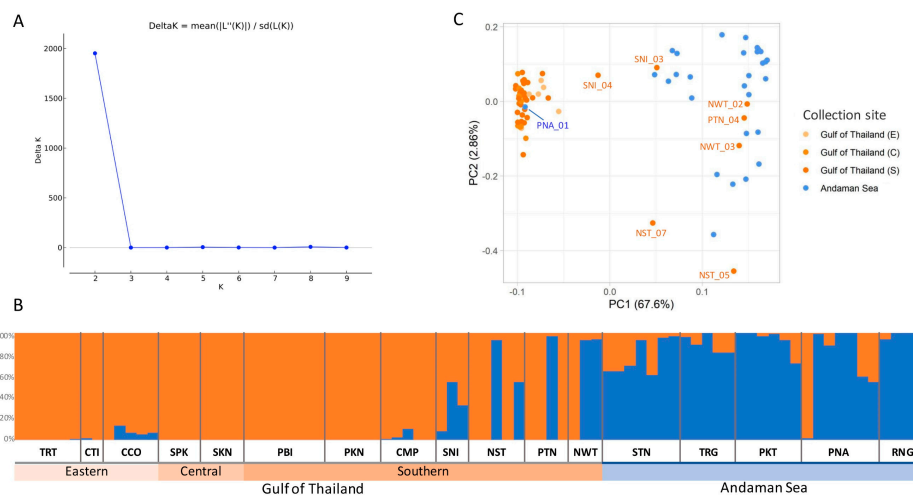 A
DeltaK = mean(|L''(K)|) / sd(L(K))
2000
1500
1000
500
0
Delta K
2 3 4 5 6 7 8 9
K
C
0.2
0.0
-0.2
-0.4
PC2 (2.86%)
SNI_03
SNI_04
PNA_01
NWT_02
PTN_04
NWT_03
NST_07
NST_05
-0.1 0.0 0.1
PC1 (67.6%)
Collection site
Gulf of Thailand (E)
Gulf of Thailand (C)
Gulf of Thailand (S)
Andaman Sea
B
00%
80%
60%
40%
20%
0%
TRT CTI CCO SPK SKN PBI PKN CMP SNI NST PTN NWT STN TRG PKT PNA RNG
Eastern Central Southern
Gulf of Thailand Andaman Sea